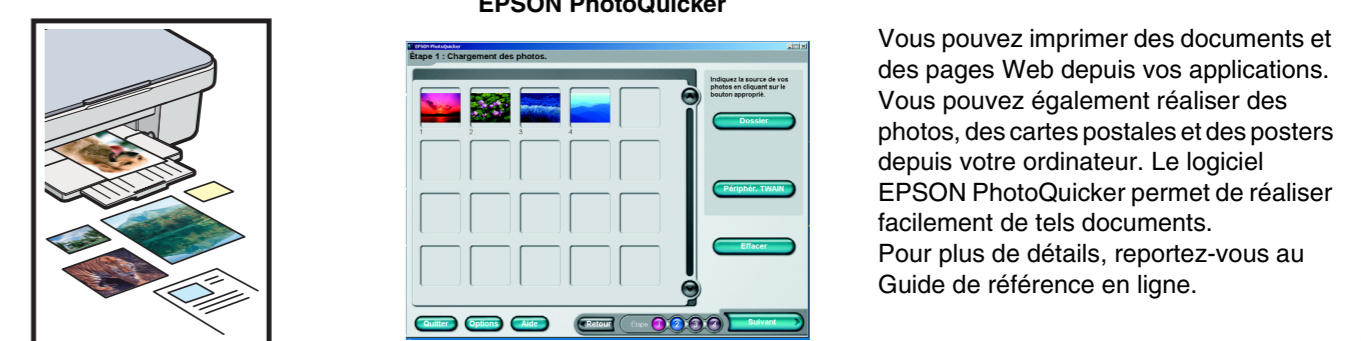 EPSON PhotoQuicker
EPSON PhotoQuicker
Étape 1 : Chargement des photos.
Indiquez la source de vos
photos en cliquant sur le
bouton approprié.
1 2 3 4
Dossier
Périphér. TWAIN
Effacer
Quitter Options Aide Retour Etape 1 2 3 4 Suivant
Vous pouvez imprimer des documents et
des pages Web depuis vos applications.
Vous pouvez également réaliser des
photos, des cartes postales et des posters
depuis votre ordinateur. Le logiciel
EPSON PhotoQuicker permet de réaliser
facilement de tels documents.
Pour plus de détails, reportez-vous au
Guide de référence en ligne.